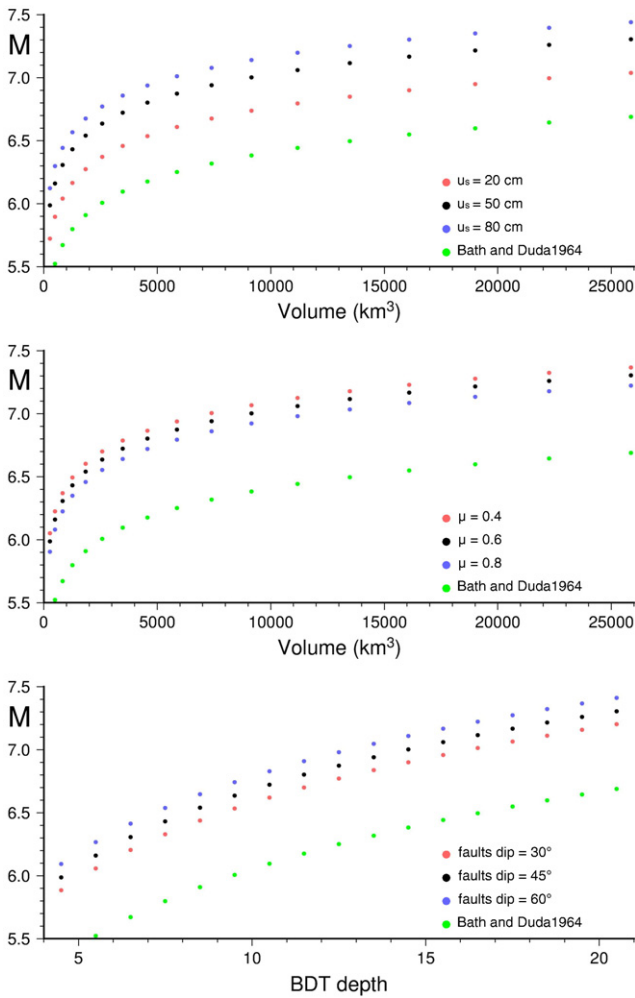 7.5
M
7.0
6.5
6.0
5.5
us = 20 cm
us = 50 cm
us = 80 cm
Bath and Duda1964
0 5000 10000 15000 20000 25000
Volume (km³)
7.5
M
7.0
6.5
6.0
5.5
μ = 0.4
μ = 0.6
μ = 0.8
Bath and Duda1964
0 5000 10000 15000 20000 25000
Volume (km³)
7.5
M
7.0
6.5
6.0
5.5
faults dip = 30°
faults dip = 45°
faults dip = 60°
Bath and Duda1964
5 10 15 20
BDT depth